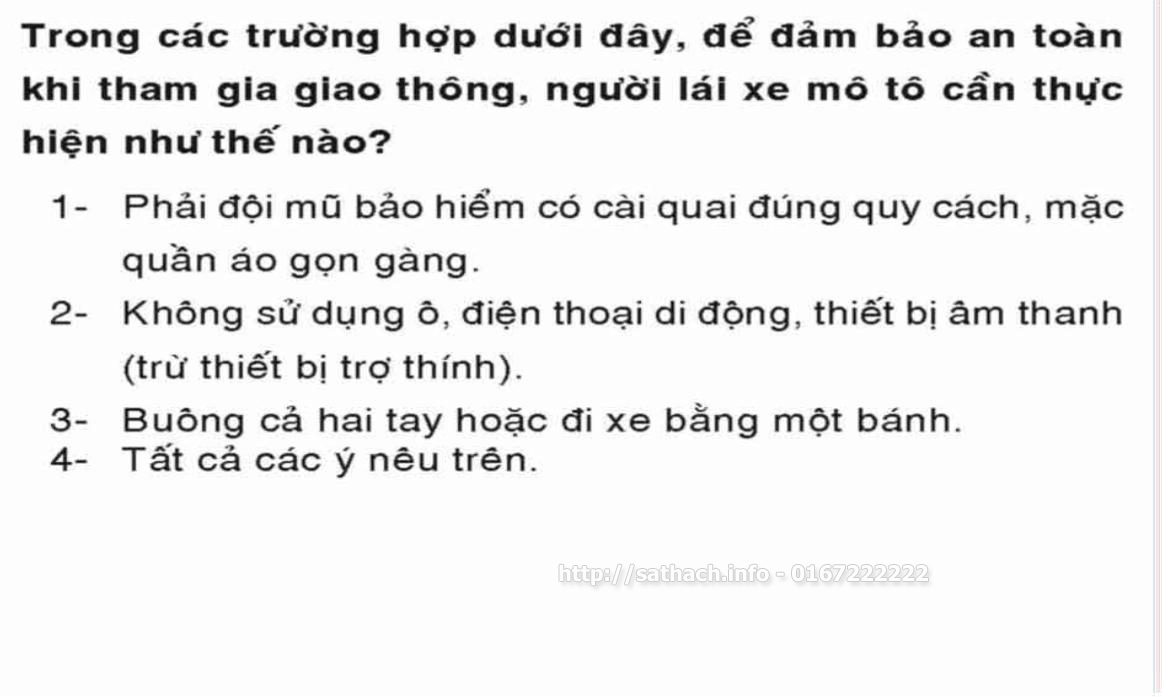 Trong các trường hợp dưới đây, để đảm bảo an toàn
khi tham gia giao thông, người lái xe mô tô cần thực
hiện như thế nào?
1- Phải đội mũ bảo hiểm có cài quai đúng quy cách, mặc
quần áo gọn gàng.
2- Không sử dụng ô, điện thoại di động, thiết bị âm thanh
(trừ thiết bị trợ thính).
3- Buông cả hai tay hoặc đi xe bằng một bánh.
4- Tất cả các ý nêu trên.
http://sathach.info - 0167222222